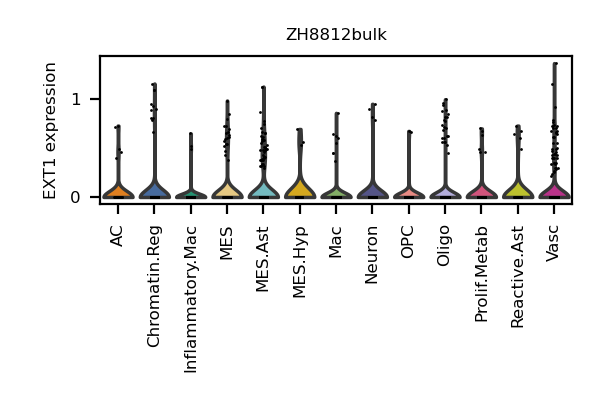 ZH8812bulk
EXT1 expression
1
0
AC
Chromatin.Reg
Inflammatory.Mac
MES
MES.Ast
MES.Hyp
Mac
Neuron
OPC
Oligo
Prolif.Metab
Reactive.Ast
Vasc